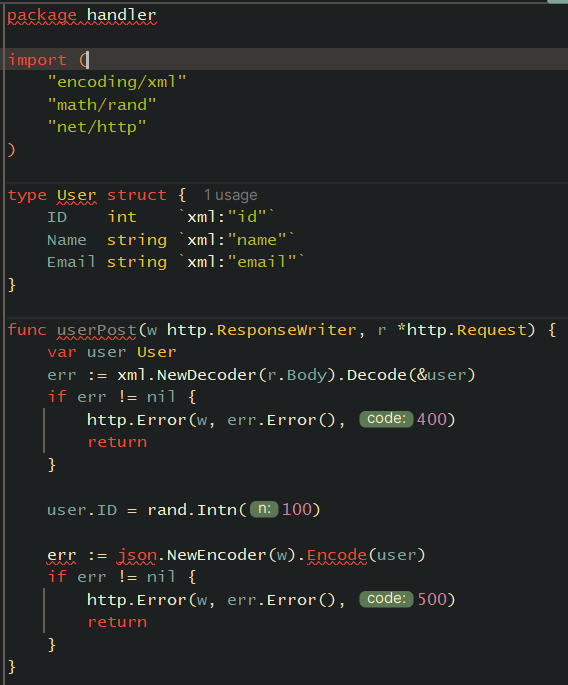 package handler
import (
"encoding/xml"
"math/rand"
"net/http"
)
type User struct { 1 usage
ID int `xml:"id"`
Name string `xml:"name"`
Email string `xml:"email"`
}
func userPost(w http.ResponseWriter, r *http.Request) {
var user User
err := xml.NewDecoder(r.Body).Decode(&user)
if err != nil {
http.Error(w, err.Error(), code: 400)
return
}
user.ID = rand.Intn( n: 100)
err := json.NewEncoder(w).Encode(user)
if err != nil {
http.Error(w, err.Error(), code: 500)
return
}
}